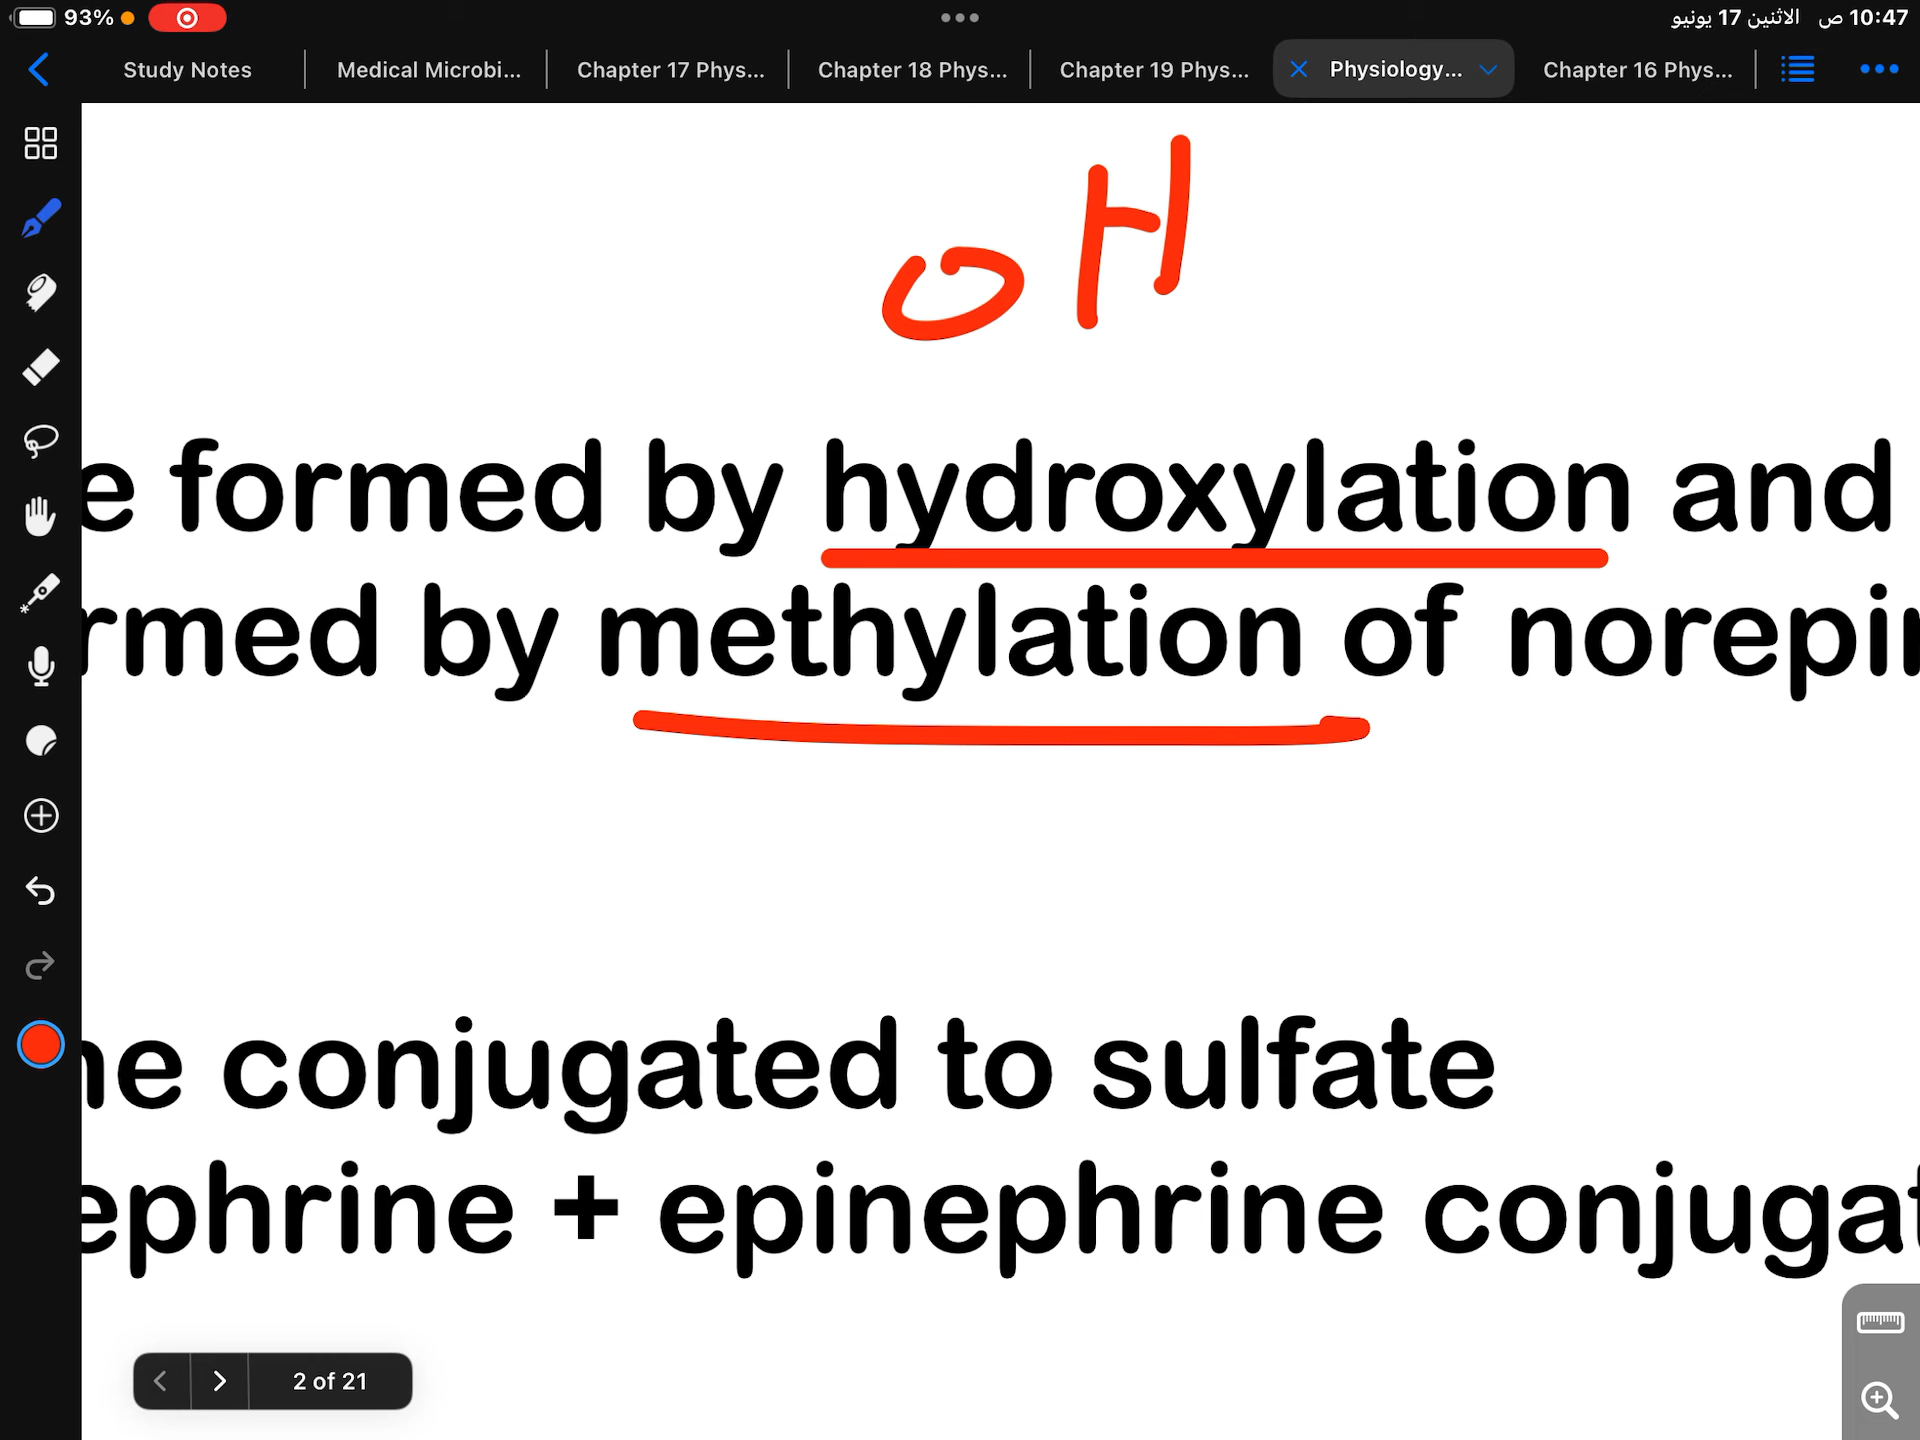 93%
10:47 ص الاثنين 17 يونيو
Study Notes
Medical Microbi...
Chapter 17 Phys...
Chapter 18 Phys...
Chapter 19 Phys...
Physiology...
Chapter 16 Phys...
OH
e formed by hydroxylation and
rmed by methylation of norepin
ne conjugated to sulfate
ephrine + epinephrine conjugat
2 of 21